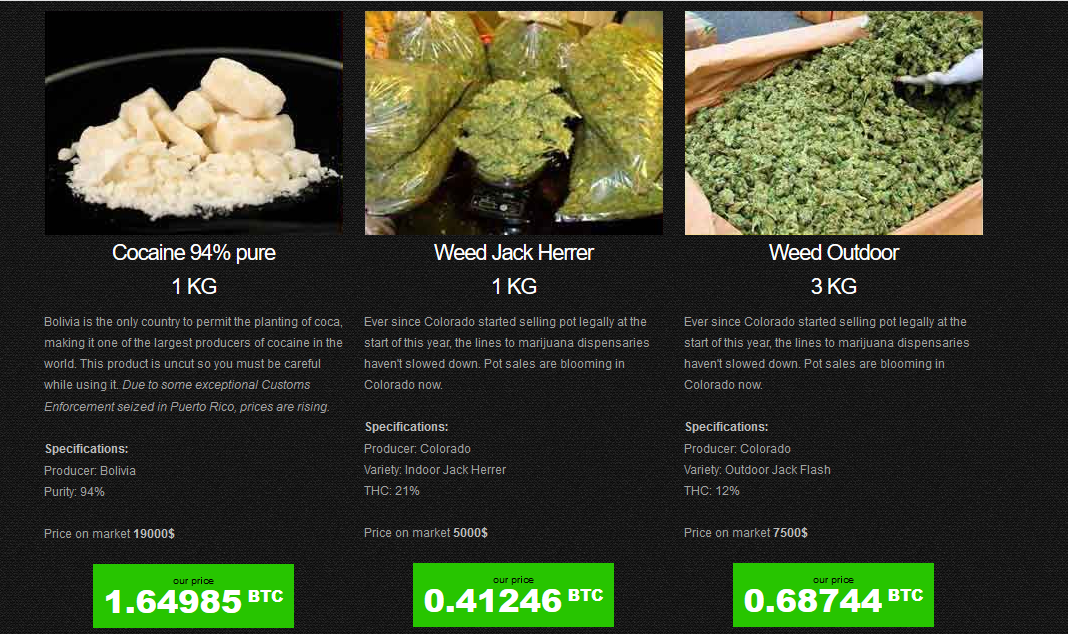 Cocaine 94% pure
1 KG
Bolivia is the only country to permit the planting of coca,
making it one of the largest producers of cocaine in the
world. This product is uncut so you must be careful
while using it. Due to some exceptional Customs
Enforcement seized in Puerto Rico, prices are rising.
Specifications:
Producer: Bolivia
Purity: 94%
Price on market 19000$
our price
1.64985 BTC
Weed Jack Herrer
1 KG
Ever since Colorado started selling pot legally at the
start of this year, the lines to marijuana dispensaries
haven't slowed down. Pot sales are blooming in
Colorado now.
Specifications:
Producer: Colorado
Variety: Indoor Jack Herrer
THC: 21%
Price on market 5000$
our price
0.41246 BTC
Weed Outdoor
3 KG
Ever since Colorado started selling pot legally at the
start of this year, the lines to marijuana dispensaries
haven't slowed down. Pot sales are blooming in
Colorado now.
Specifications:
Producer: Colorado
Variety: Outdoor Jack Flash
THC: 12%
Price on market 7500$
our price
0.68744 BTC